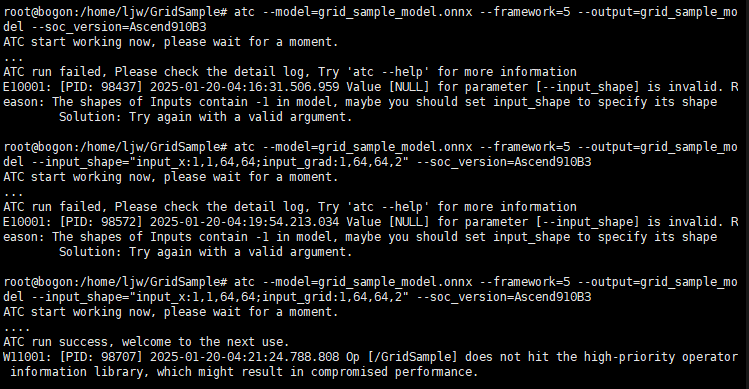 root@bogon:/home/ljw/GridSample# atc --model=grid_sample_model.onnx --framework=5 --output=grid_sample_mo
del --soc_version=Ascend910B3
ATC start working now, please wait for a moment.
...
ATC run failed, Please check the detail log, Try 'atc --help' for more information
E10001: [PID: 98437] 2025-01-20-04:16:31.506.959 Value [NULL] for parameter [--input_shape] is invalid. R
eason: The shapes of Inputs contain -1 in model, maybe you should set input_shape to specify its shape
        Solution: Try again with a valid argument.

root@bogon:/home/ljw/GridSample# atc --model=grid_sample_model.onnx --framework=5 --output=grid_sample_mo
del --input_shape="input_x:1,1,64,64;input_grad:1,64,64,2" --soc_version=Ascend910B3
ATC start working now, please wait for a moment.
...
ATC run failed, Please check the detail log, Try 'atc --help' for more information
E10001: [PID: 98572] 2025-01-20-04:19:54.213.034 Value [NULL] for parameter [--input_shape] is invalid. R
eason: The shapes of Inputs contain -1 in model, maybe you should set input_shape to specify its shape
        Solution: Try again with a valid argument.

root@bogon:/home/ljw/GridSample# atc --model=grid_sample_model.onnx --framework=5 --output=grid_sample_mo
del --input_shape="input_x:1,1,64,64;input_grid:1,64,64,2" --soc_version=Ascend910B3
ATC start working now, please wait for a moment.
....
ATC run success, welcome to the next use.
W11001: [PID: 98707] 2025-01-20-04:21:24.788.808 Op [/GridSample] does not hit the high-priority operator
 information library, which might result in compromised performance.